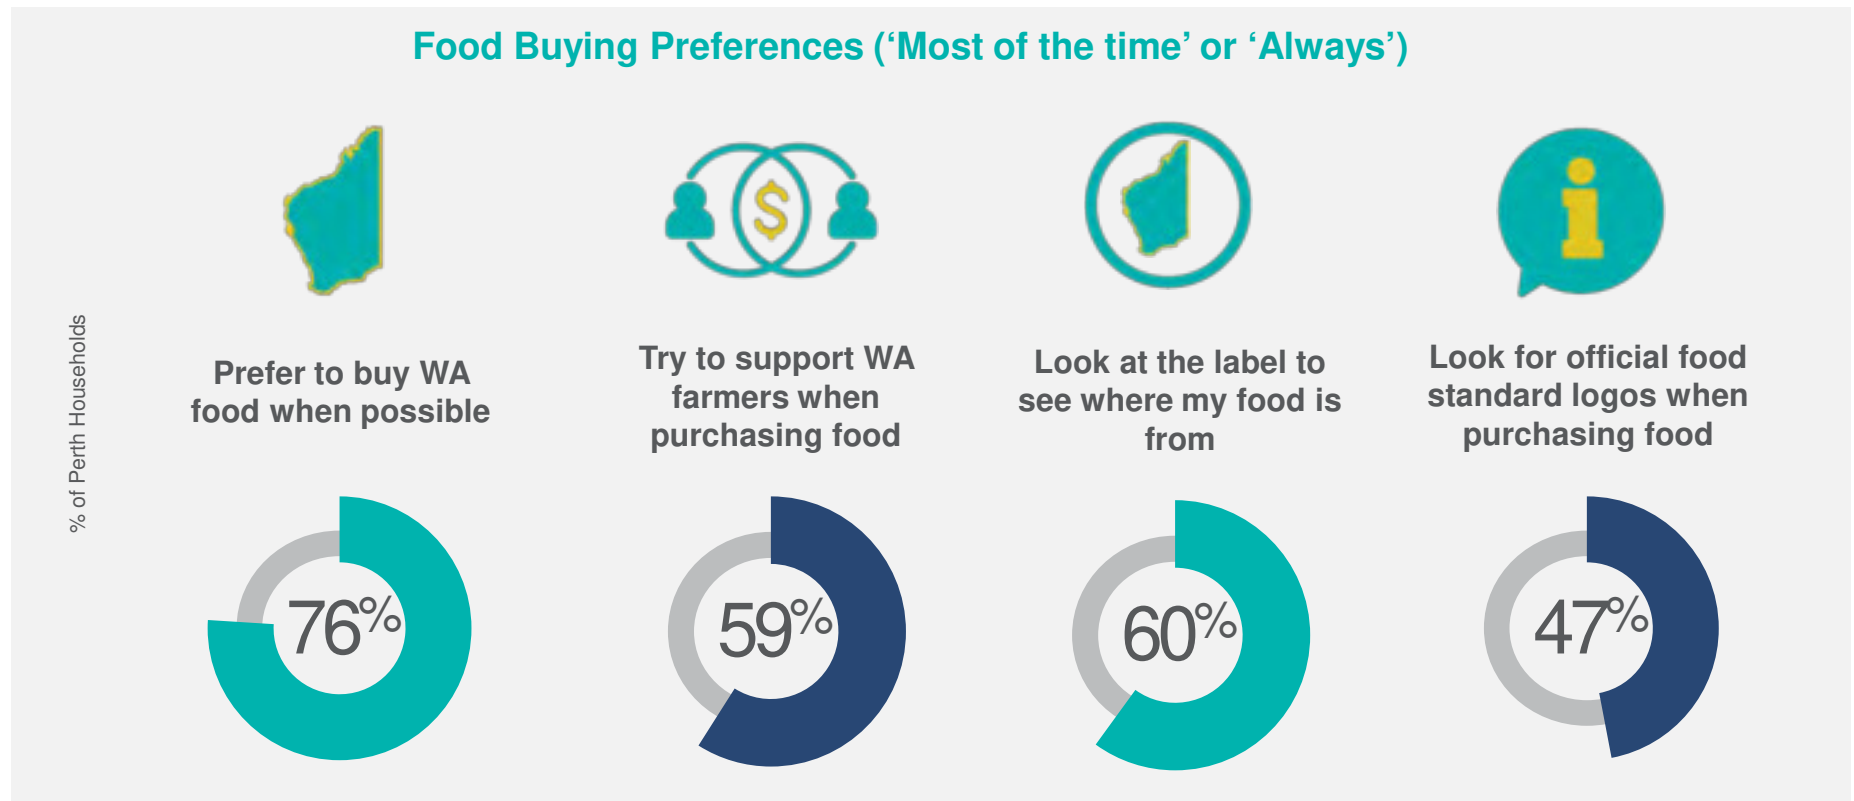 Food Buying Preferences (‘Most of the time’ or ‘Always’)
% of Perth Households
Prefer to buy WA
food when possible
Try to support WA
farmers when
purchasing food
Look at the label to
see where my food is
from
Look for official food
standard logos when
purchasing food
$
i
76%
59%
60%
47%